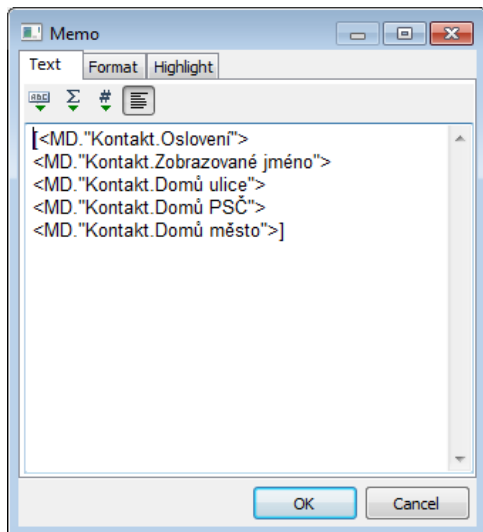 Memo
Text Format Highlight
[<MD."Kontakt.Oslovení">
<MD."Kontakt.Zobrazované jméno">
<MD."Kontakt.Domů ulice">
<MD."Kontakt.Domů PSČ">
<MD."Kontakt.Domů město">]
OK Cancel